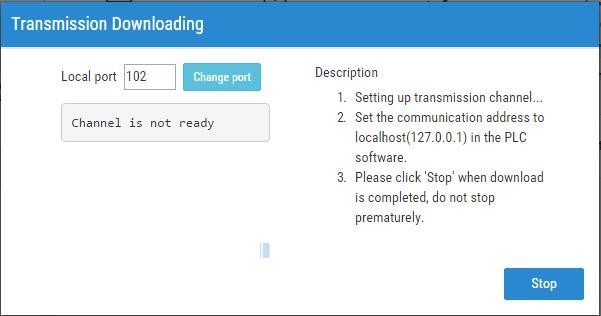 Transmission Downloading
Local port 102 Change port
Channel is not ready
Description
1. Setting up transmission channel...
2. Set the communication address to
localhost(127.0.0.1) in the PLC
software.
3. Please click 'Stop' when download
is completed, do not stop
prematurely.
Stop